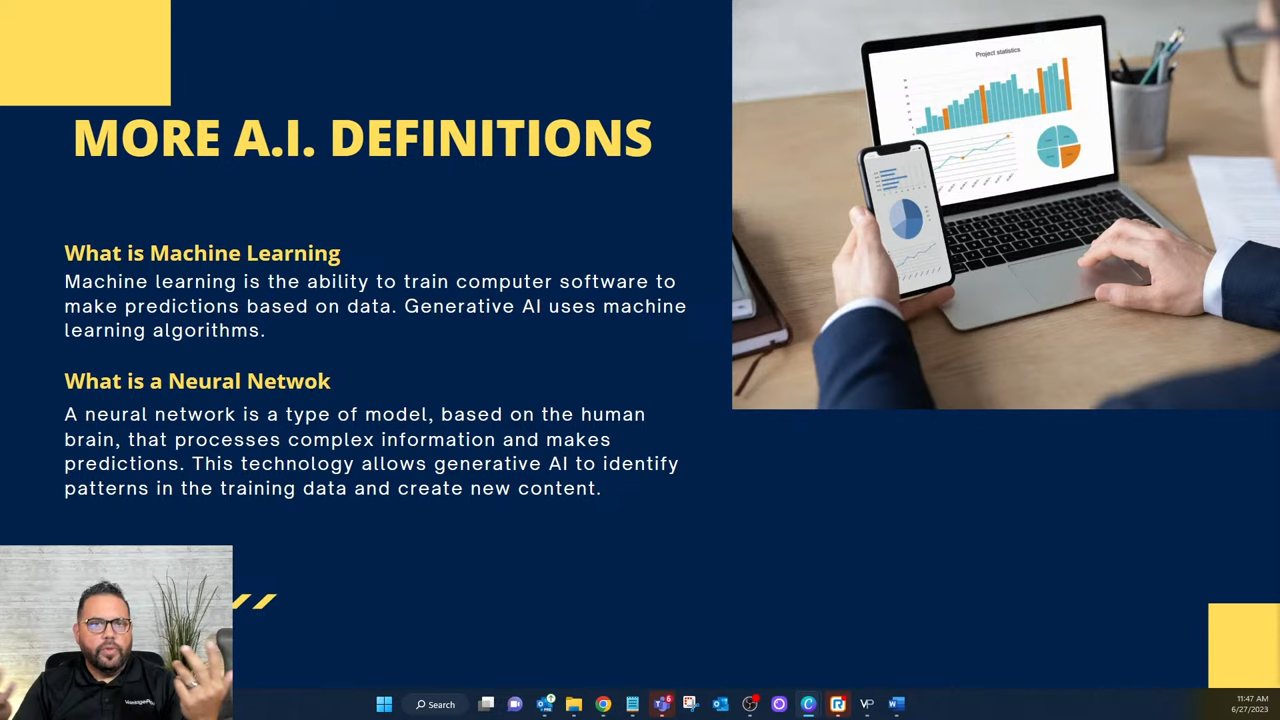 MORE A.I. DEFINITIONS
What is Machine Learning
Machine learning is the ability to train computer software to
make predictions based on data. Generative AI uses machine
learning algorithms.
What is a Neural Netwok
A neural network is a type of model, based on the human
brain, that processes complex information and makes
predictions. This technology allows generative AI to identify
patterns in the training data and create new content.
Project statistics
Search
VP
11:47 AM
6/27/2023